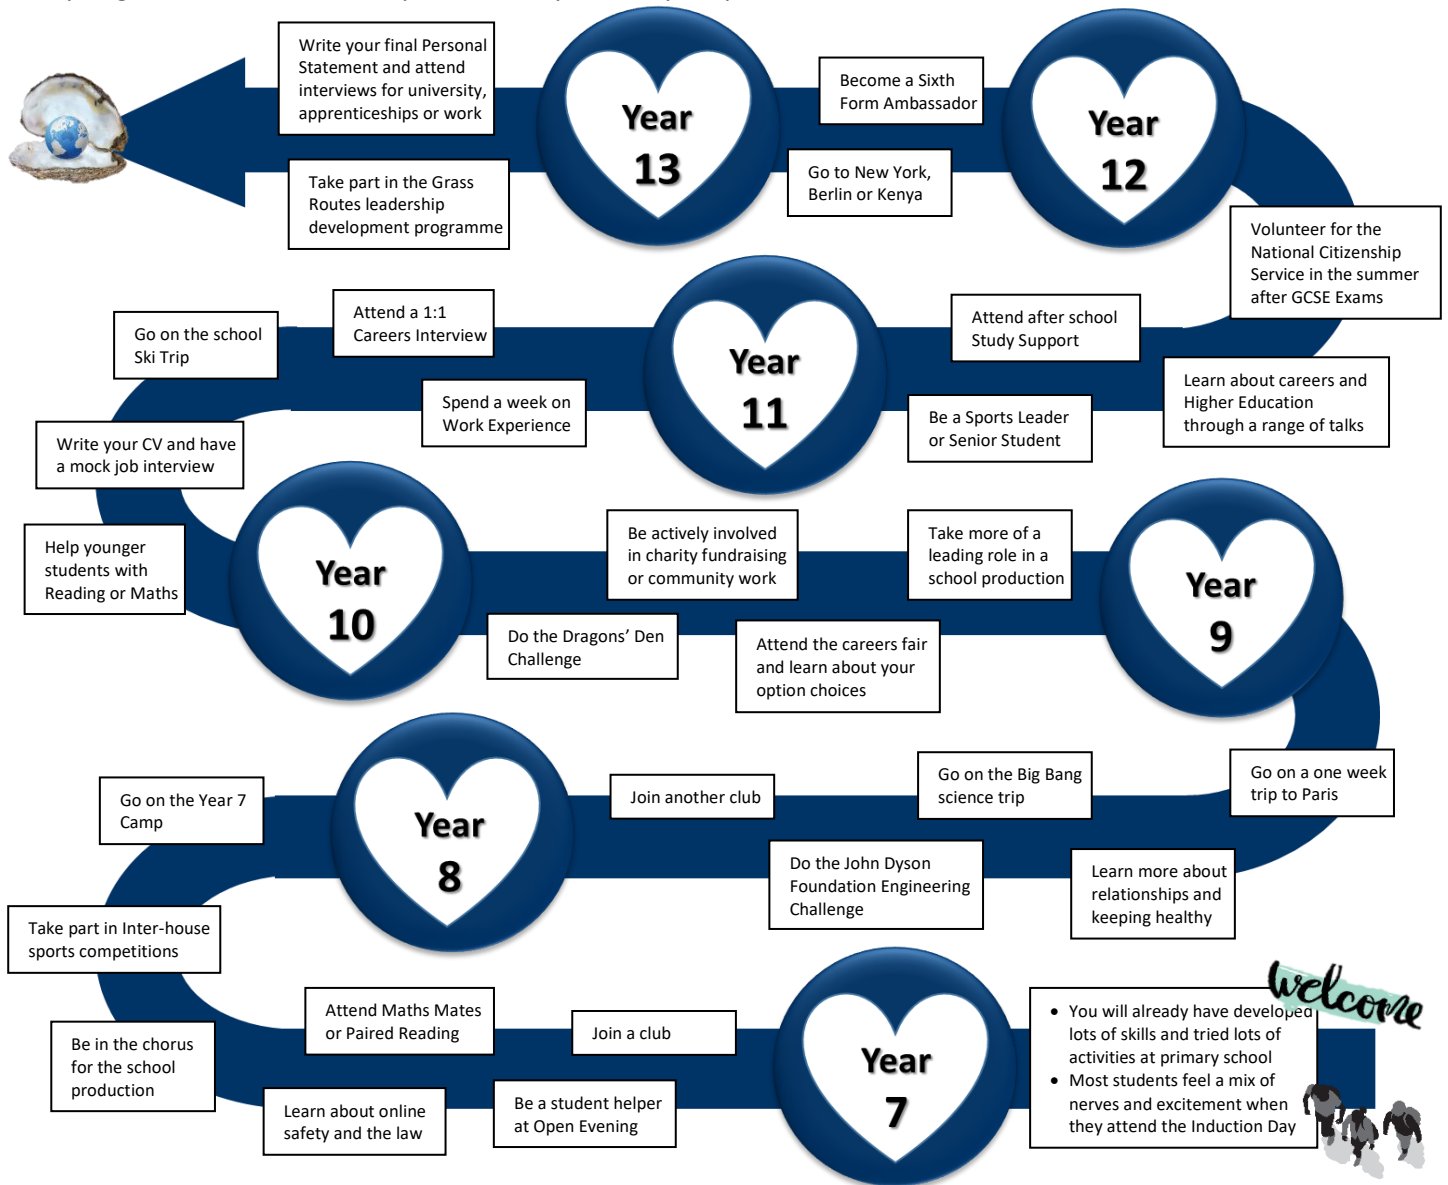 Write your final Personal
Statement and attend
interviews for university,
apprenticeships or work
Year
13
Become a Sixth
Form Ambassador
Year
12
Take part in the Grass
Routes leadership
development programme
Go to New York,
Berlin or Kenya
Volunteer for the
National Citizenship
Service in the summer
after GCSE Exams
Go on the school
Ski Trip
Attend a 1:1
Careers Interview
Year
11
Attend after school
Study Support
Spend a week on
Work Experience
Be a Sports Leader
or Senior Student
Learn about careers and
Higher Education
through a range of talks
Write your CV and have
a mock job interview
Help younger
students with
Reading or Maths
Year
10
Be actively involved
in charity fundraising
or community work
Take more of a
leading role in a
school production
Year
9
Do the Dragons’ Den
Challenge
Attend the careers fair
and learn about your
option choices
Go on the Year 7
Camp
Year
8
Join another club
Go on the Big Bang
science trip
Go on a one week
trip to Paris
Do the John Dyson
Foundation Engineering
Challenge
Learn more about
relationships and
keeping healthy
Take part in Inter-house
sports competitions
Be in the chorus
for the school
production
Attend Maths Mates
or Paired Reading
Join a club
Learn about online
safety and the law
Be a student helper
at Open Evening
Year
7
welcome
• You will already have developed
lots of skills and tried lots of
activities at primary school
• Most students feel a mix of
nerves and excitement when
they attend the Induction Day